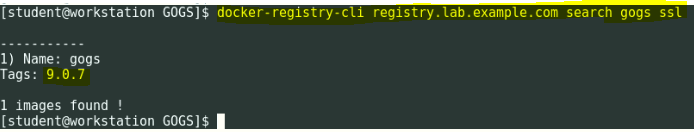 [student@workstation GOGS]$ docker-registry-cli registry.lab.example.com search gogs ssl
-----------
1) Name: gogs
Tags: 9.0.7
1 images found !
[student@workstation GOGS]$